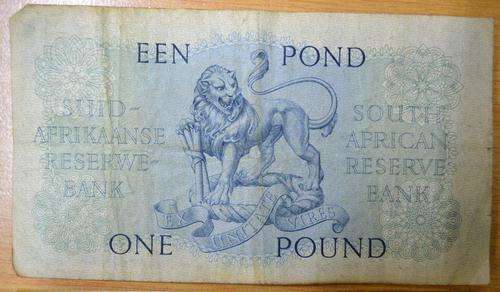 EEN POND
SUID-
AFRIKAANSE
RESERWE-
BANK
SOUTH
AFRICAN
RESERVE
BANK
EX UNITATE VIRES
ONE POUND